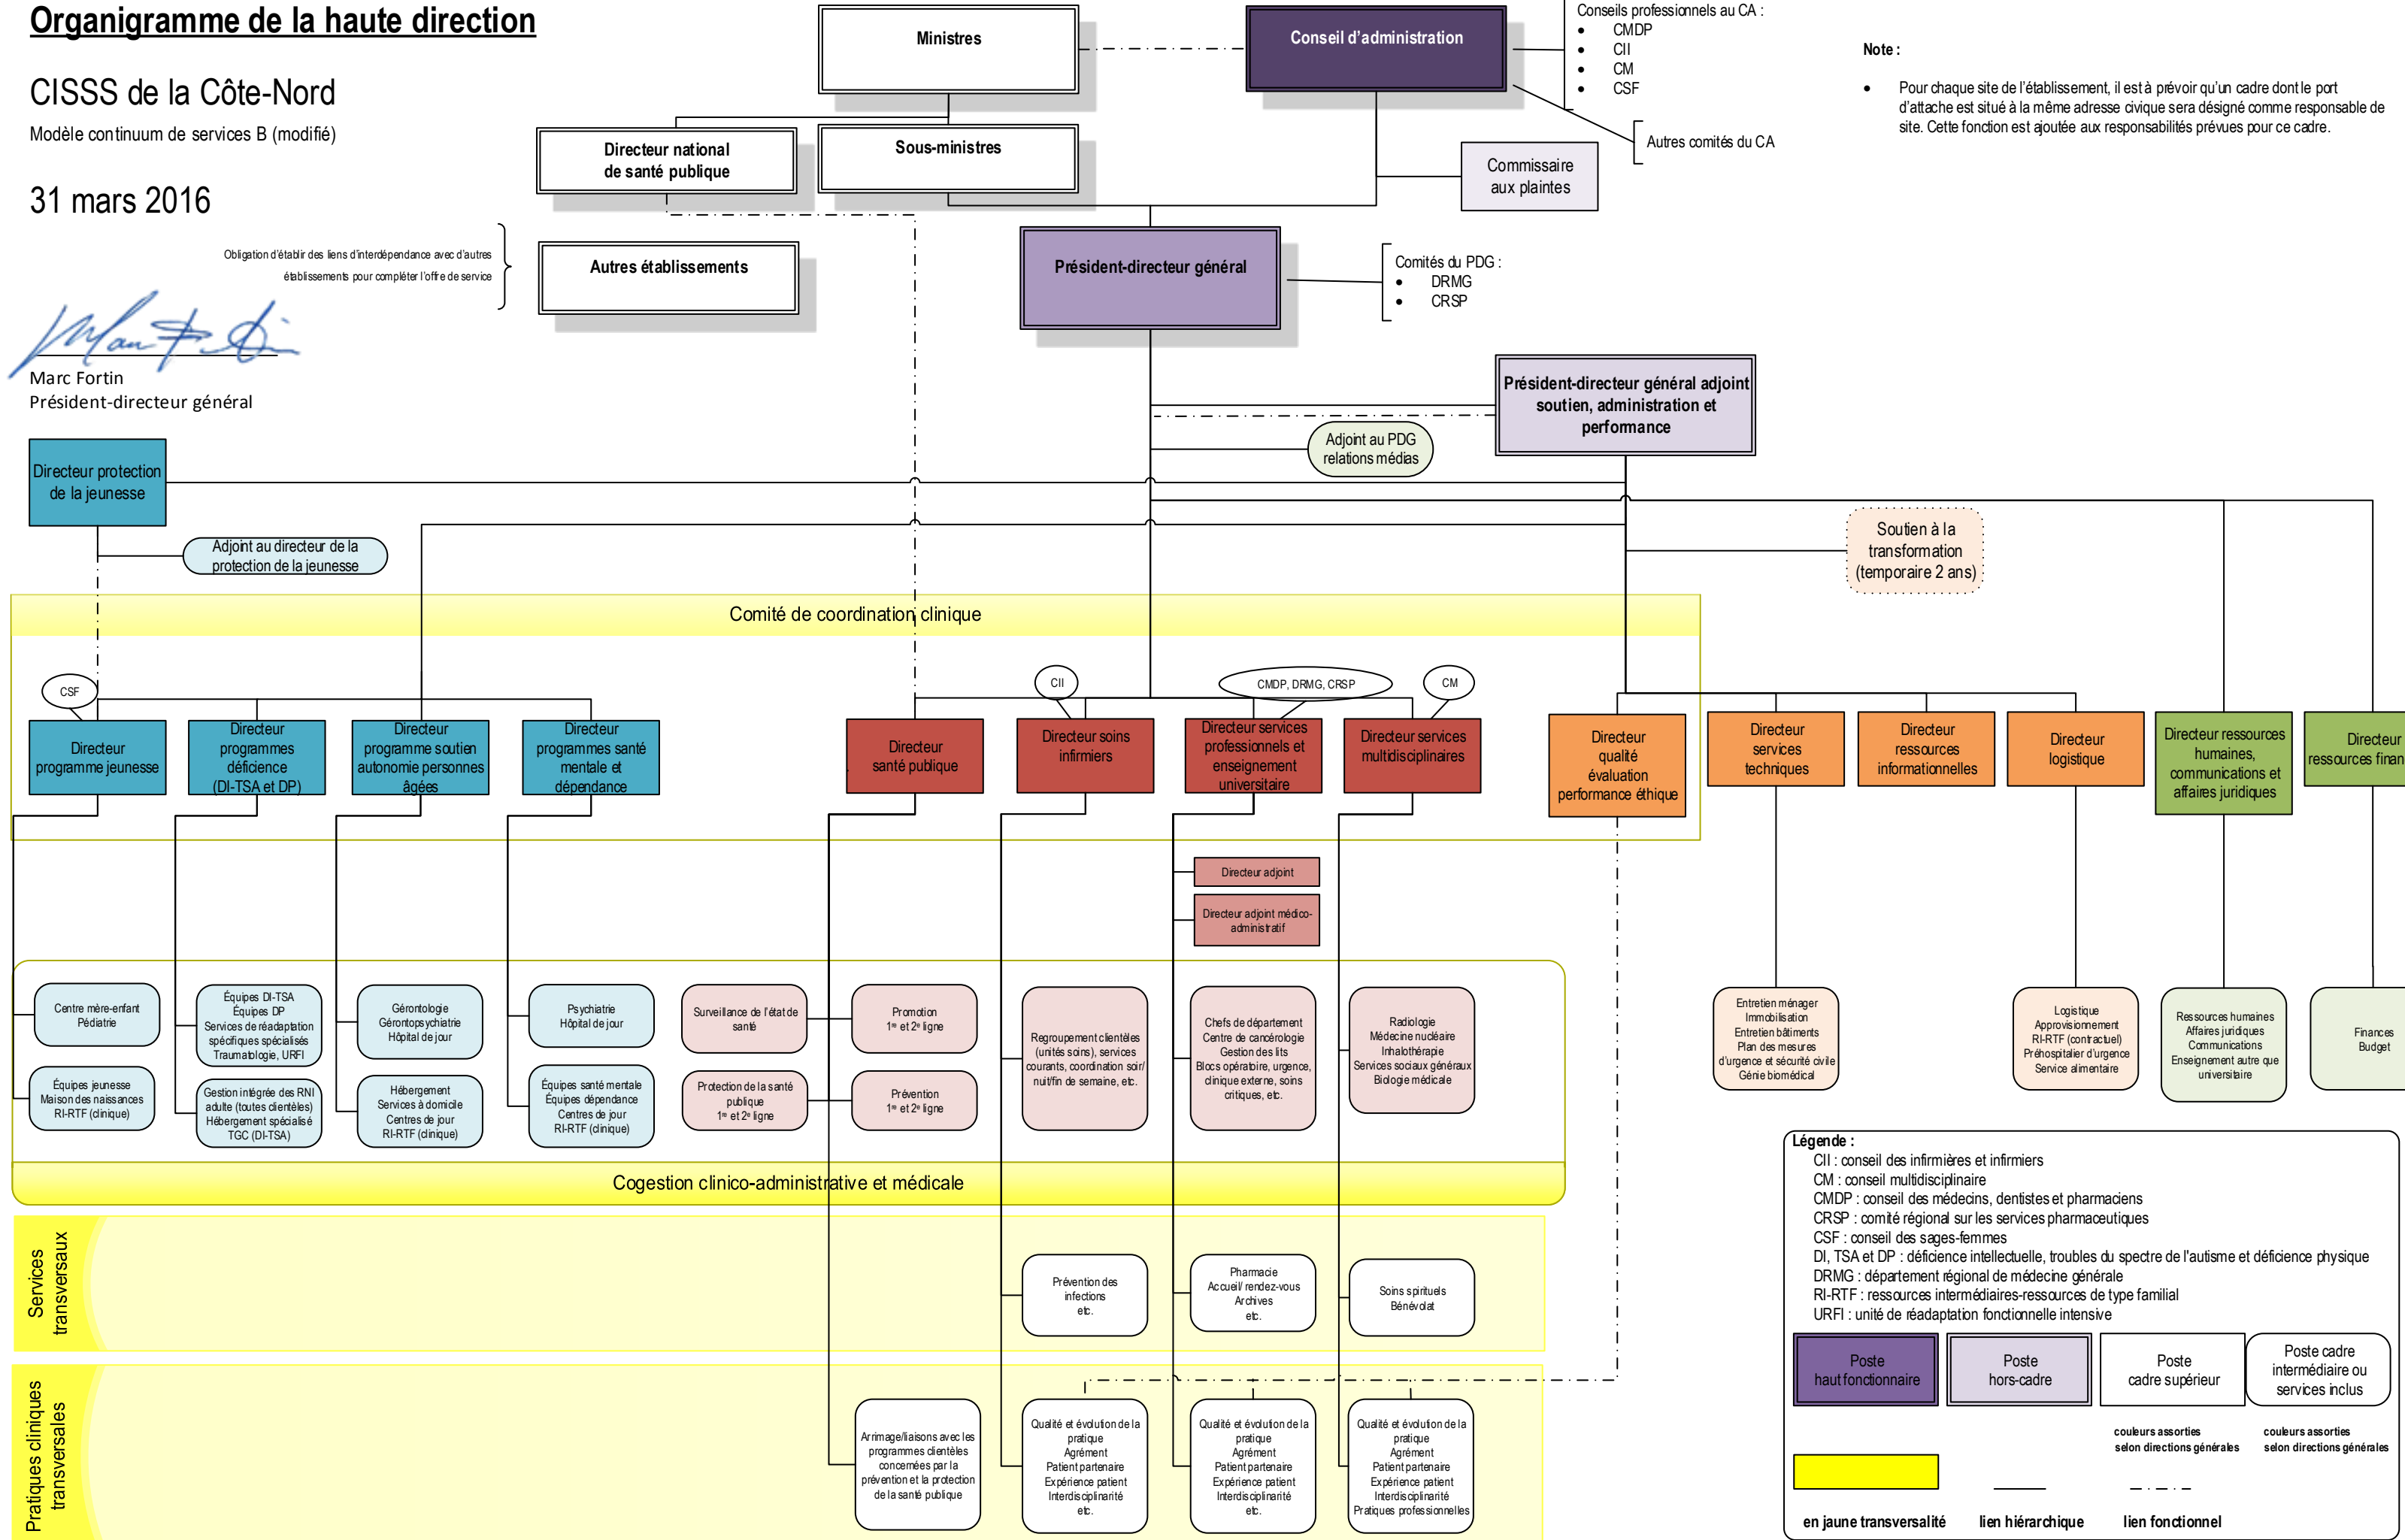 Organigramme de la haute direction
CISSS de la Côte-Nord
Modèle continuum de services B (modifié)
31 mars 2016
Obligation d'établir des liens d'interdépendance avec d'autres
établissements pour compléter l'offre de service
Marc Fortin
Président-directeur général
Ministres
Conseil d'administration
Conseils professionnels au CA :
• CMDP
• CII
• CM
• CSF
Autres comités du CA
Note :
• Pour chaque site de l'établissement, il est à prévoir qu'un cadre dont le port
d'attache est situé à la même adresse civique sera désigné comme responsable de
site. Cette fonction est ajoutée aux responsabilités prévues pour ce cadre.
Directeur national
de santé publique
Sous-ministres
Commissaire
aux plaintes
Autres établissements
Président-directeur général
Comités du PDG :
• DRMG
• CRSP
Président-directeur général adjoint
soutien, administration et
performance
Adjoint au PDG
relations médias
Directeur protection
de la jeunesse
Adjoint au directeur de la
protection de la jeunesse
Soutien à la
transformation
(temporaire 2 ans)
Comité de coordination clinique
CSF
CII
CMDP, DRMG, CRSP
CM
Directeur
programme jeunesse
Directeur
programmes
déficience
(DI-TSA et DP)
Directeur
programme soutien
autonomie personnes
âgées
Directeur
programmes santé
mentale et
dépendance
Directeur
santé publique
Directeur soins
infirmiers
Directeur services
professionnels et
enseignement
universitaire
Directeur services
multidisciplinaires
Directeur
qualité
évaluation
performance éthique
Directeur
services
techniques
Directeur
ressources
informationnelles
Directeur
logistique
Directeur ressources
humaines,
communications et
affaires juridiques
Directeur
ressources finan
Directeur adjoint
Directeur adjoint médico-
administratif
Centre mère-enfant
Pédiatrie
Équipes jeunesse
Maison des naissances
RI-RTF (clinique)
Équipes DI-TSA
Équipes DP
Services de réadaptation
spécifiques spécialisés
Traumatologie, URFI
Gestion intégrée des RNI
adulte (toutes clientèles)
Hébergement spécialisé
TGC (DI-TSA)
Gérontologie
Gérontopsychiatrie
Hôpital de jour
Hébergement
Services à domicile
Centres de jour
RI-RTF (clinique)
Psychiatrie
Hôpital de jour
Équipes santé mentale
Équipes dépendance
Centres de jour
RI-RTF (clinique)
Surveillance de l'état de
santé
Protection de la santé
publique
1re et 2e ligne
Promotion
1re et 2e ligne
Prévention
1re et 2e ligne
Regroupement clientèles
(unités soins), services
courants, coordination soir/
nuit/fin de semaine, etc.
Chefs de département
Centre de cancérologie
Gestion des lits
Blocs opératoire, urgence,
clinique externe, soins
critiques, etc.
Radiologie
Médecine nucléaire
Inhalothérapie
Services sociaux généraux
Biologie médicale
Entretien ménager
Immobilisation
Entretien bâtiments
Plan des mesures
d'urgence et sécurité civile
Génie biomédical
Logistique
Approvisionnement
RI-RTF (contractuel)
Préhospitalier d'urgence
Service alimentaire
Ressources humaines
Affaires juridiques
Communications
Enseignement autre que
universitaire
Finances
Budget
Cogestion clinico-administrative et médicale
Services
transversaux
Prévention des
infections
etc.
Pharmacie
Accueil/ rendez-vous
Archives
etc.
Soins spirituels
Bénévolat
Pratiques cliniques
transversales
Arrimage/liaisons avec les
programmes clientèles
concernées par la
prévention et la protection
de la santé publique
Qualité et évolution de la
pratique
Agrément
Patient partenaire
Expérience patient
Interdisciplinarité
etc.
Qualité et évolution de la
pratique
Agrément
Patient partenaire
Expérience patient
Interdisciplinarité
etc.
Qualité et évolution de la
pratique
Agrément
Patient partenaire
Expérience patient
Interdisciplinarité
Pratiques professionnelles
Légende :
CII : conseil des infirmières et infirmiers
CM : conseil multidisciplinaire
CMDP : conseil des médecins, dentistes et pharmaciens
CRSP : comité régional sur les services pharmaceutiques
CSF : conseil des sages-femmes
DI, TSA et DP : déficience intellectuelle, troubles du spectre de l'autisme et déficience physique
DRMG : département régional de médecine générale
RI-RTF : ressources intermédiaires-ressources de type familial
URFI : unité de réadaptation fonctionnelle intensive
Poste
haut fonctionnaire
Poste
hors-cadre
Poste
cadre supérieur
Poste cadre
intermédiaire ou
services inclus
couleurs assorties
selon directions générales
couleurs assorties
selon directions générales
en jaune transversalité
lien hiérarchique
lien fonctionnel